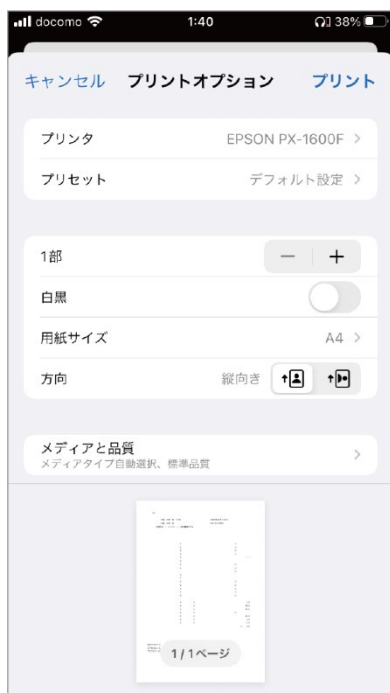 docomo 1:40 38%
キャンセル プリントオプション プリント
プリンタ EPSON PX-1600F
プリセット デフォルト設定
1部 − +
白黒
用紙サイズ A4
方向 縦向き
メディアと品質
メディアタイプ自動選択、標準品質
1/1ページ